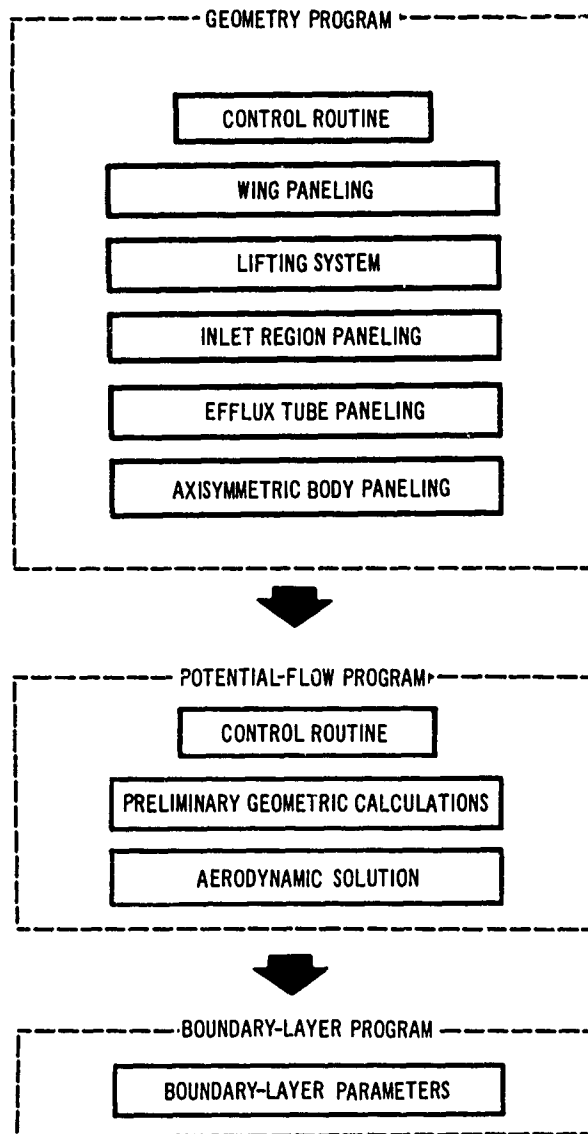 GEOMETRY PROGRAM
CONTROL ROUTINE
WING PANELING
LIFTING SYSTEM
INLET REGION PANELING
EFFLUX TUBE PANELING
AXISYMMETRIC BODY PANELING
POTENTIAL-FLOW PROGRAM
CONTROL ROUTINE
PRELIMINARY GEOMETRIC CALCULATIONS
AERODYNAMIC SOLUTION
BOUNDARY-LAYER PROGRAM
BOUNDARY-LAYER PARAMETERS